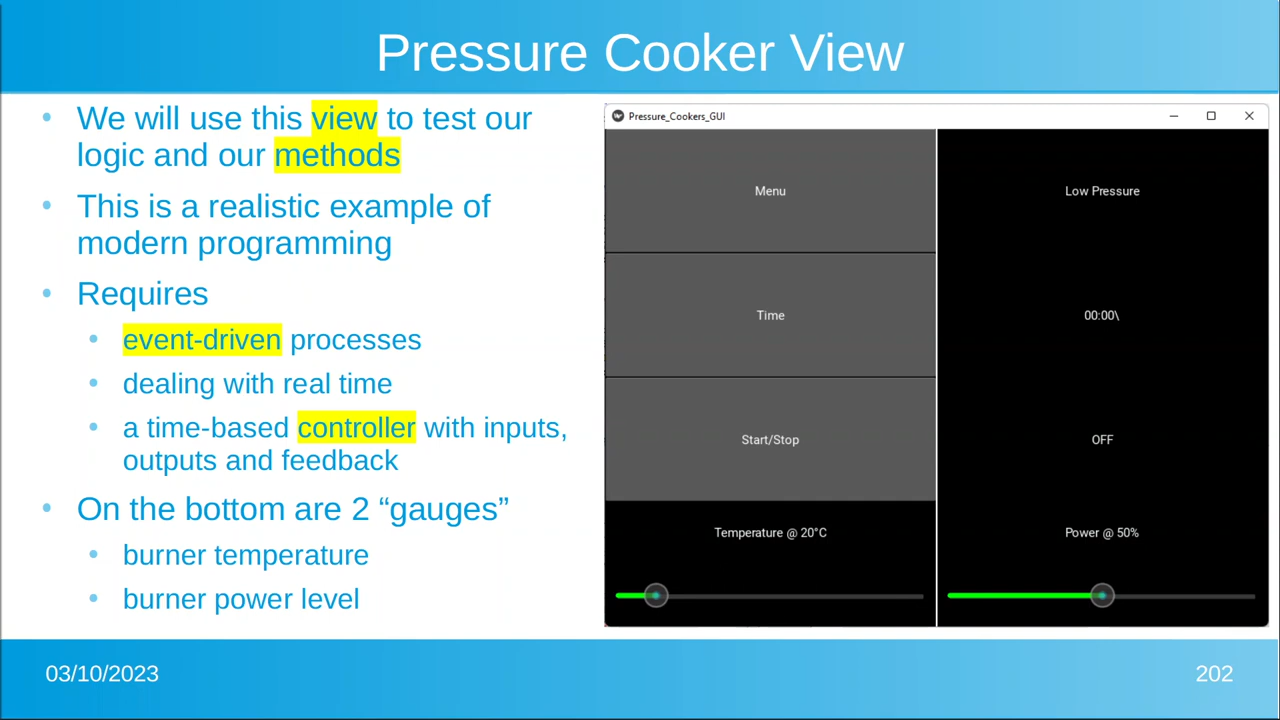 Pressure Cooker View
• We will use this view to test our
logic and our methods
• This is a realistic example of
modern programming
• Requires
• event-driven processes
• dealing with real time
• a time-based controller with inputs,
outputs and feedback
• On the bottom are 2 “gauges”
• burner temperature
• burner power level
Pressure_Cookers_GUI
Menu
Low Pressure
Time
00:00\
Start/Stop
OFF
Temperature @ 20°C
Power @ 50%
03/10/2023
202